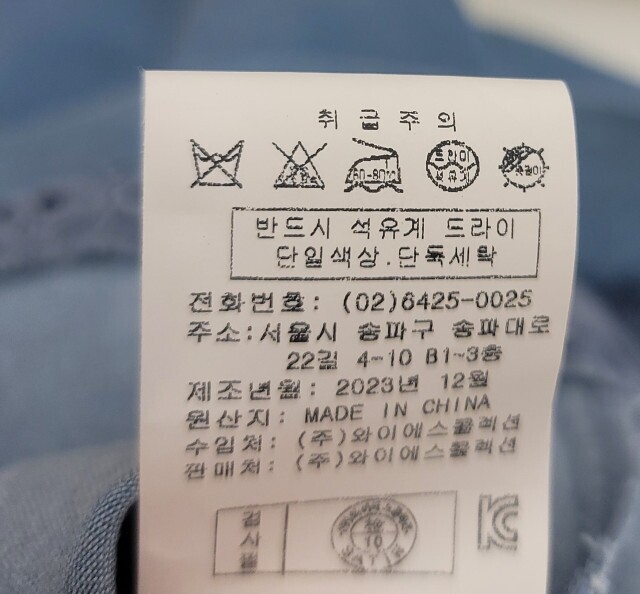 취급주의
80-80℃ 드라이 석유계 옷걸이
반드시 석유계 드라이
단일색상.단독세탁
전화번호: (02)6425-0025
주소:서울시 송파구 송파대로
22길 4-10 B1~3층
제조년월: 2023년 12월
원산지: MADE IN CHINA
수입처: (주)와이에스콜렉션
판매처: (주)와이에스콜렉션
검사필
KC